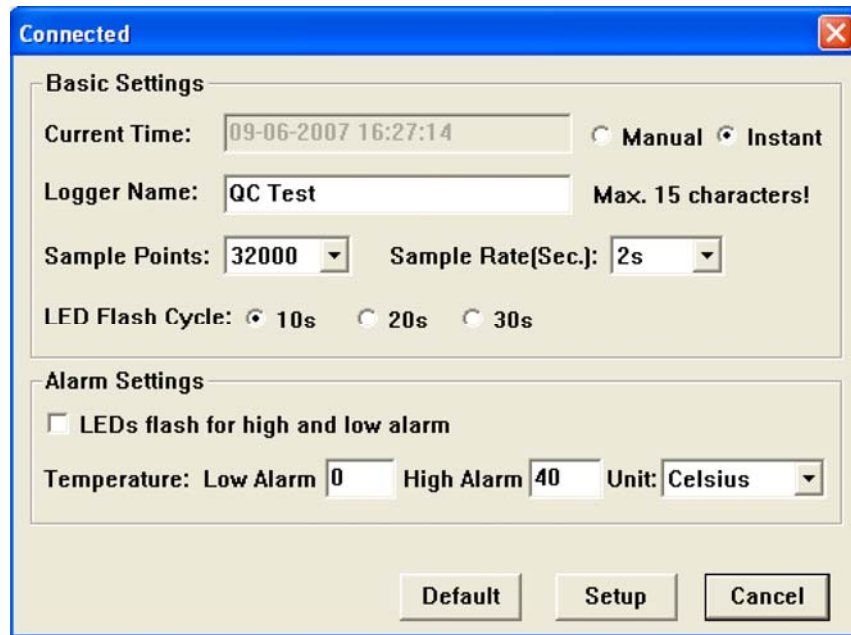 Connected
Basic Settings
Current Time: 09-06-2007 16:27:14 Manual Instant
Logger Name: QC Test Max. 15 characters!
Sample Points: 32000 Sample Rate(Sec.): 2s
LED Flash Cycle: 10s 20s 30s
Alarm Settings
LEDs flash for high and low alarm
Temperature: Low Alarm 0 High Alarm 40 Unit: Celsius
Default Setup Cancel